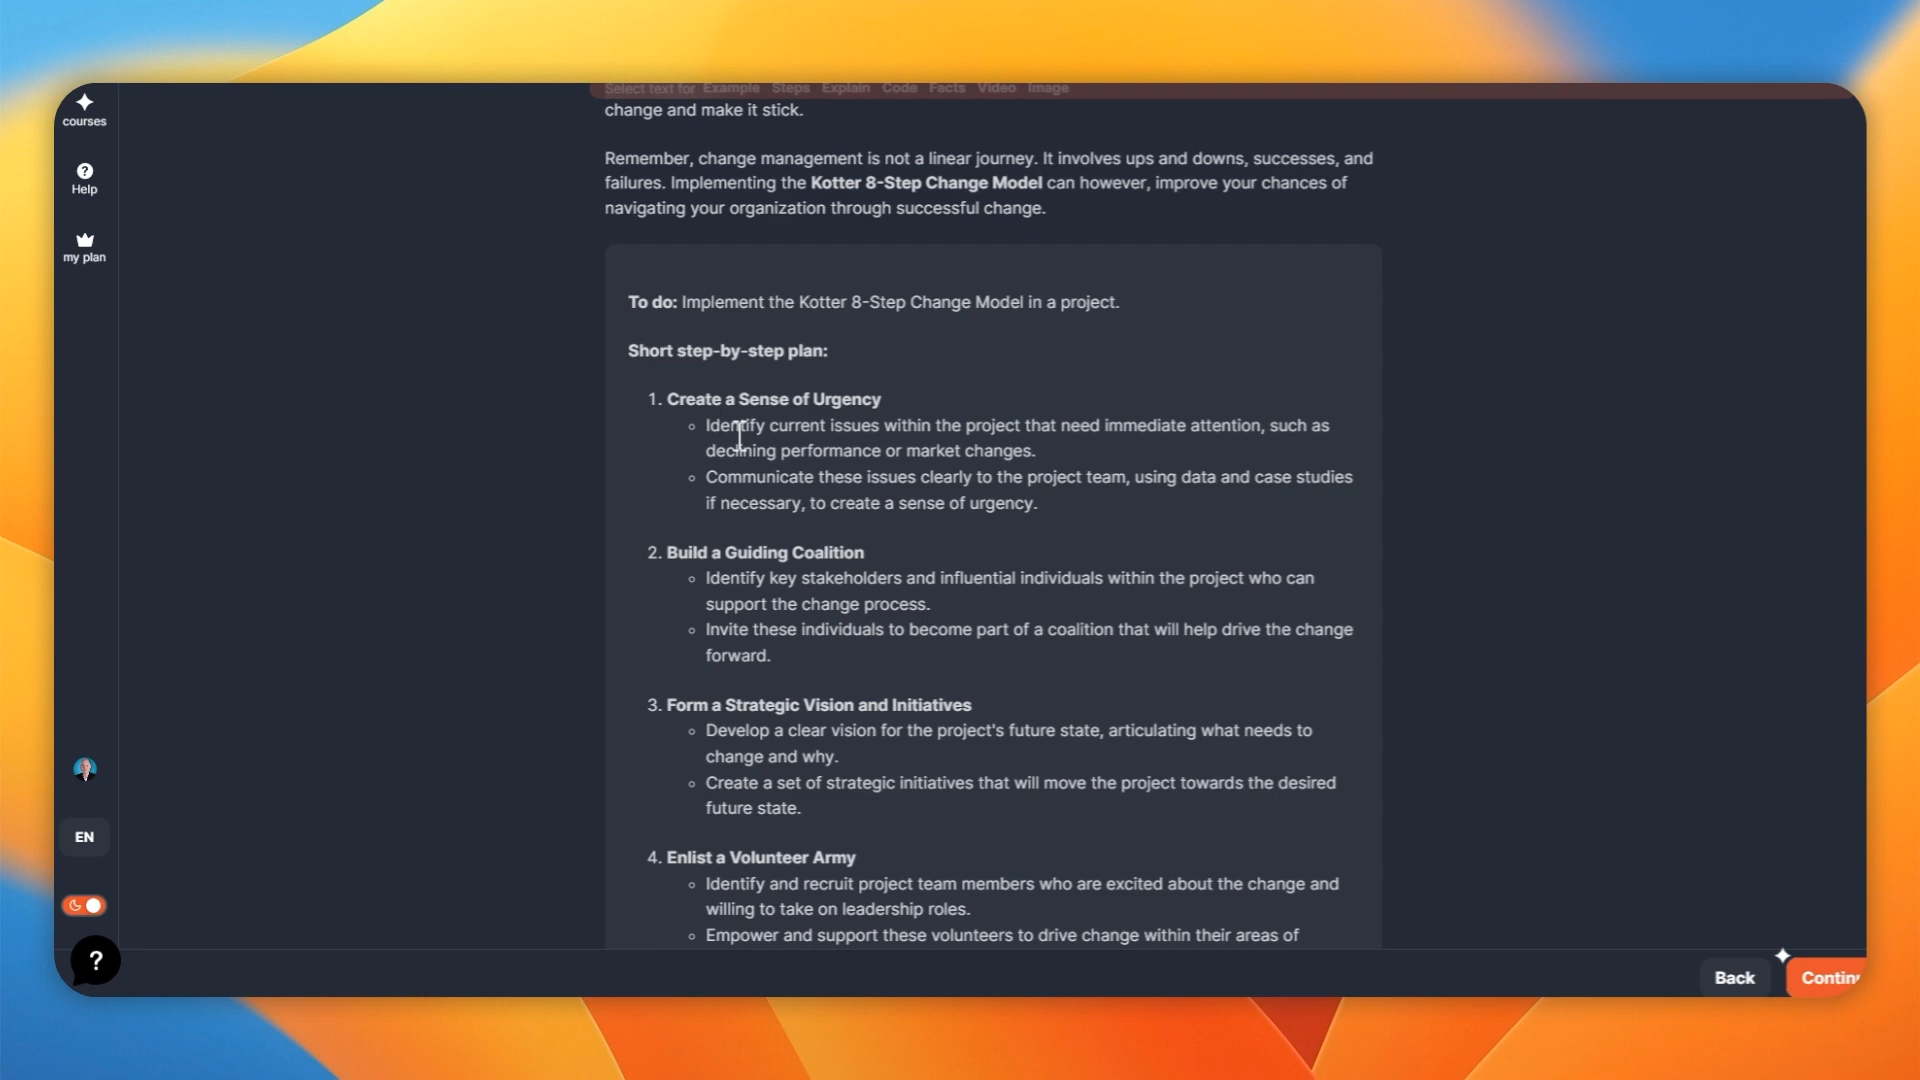 courses
Help
my plan
EN
?
Select text for Example Steps Explain Code Facts Video Image
change and make it stick.
Remember, change management is not a linear journey. It involves ups and downs, successes, and
failures. Implementing the Kotter 8-Step Change Model can however, improve your chances of
navigating your organization through successful change.
To do: Implement the Kotter 8-Step Change Model in a project.
Short step-by-step plan:
1. Create a Sense of Urgency
◦ Identify current issues within the project that need immediate attention, such as
declining performance or market changes.
◦ Communicate these issues clearly to the project team, using data and case studies
if necessary, to create a sense of urgency.
2. Build a Guiding Coalition
◦ Identify key stakeholders and influential individuals within the project who can
support the change process.
◦ Invite these individuals to become part of a coalition that will help drive the change
forward.
3. Form a Strategic Vision and Initiatives
◦ Develop a clear vision for the project's future state, articulating what needs to
change and why.
◦ Create a set of strategic initiatives that will move the project towards the desired
future state.
4. Enlist a Volunteer Army
◦ Identify and recruit project team members who are excited about the change and
willing to take on leadership roles.
◦ Empower and support these volunteers to drive change within their areas of
Back
Contin